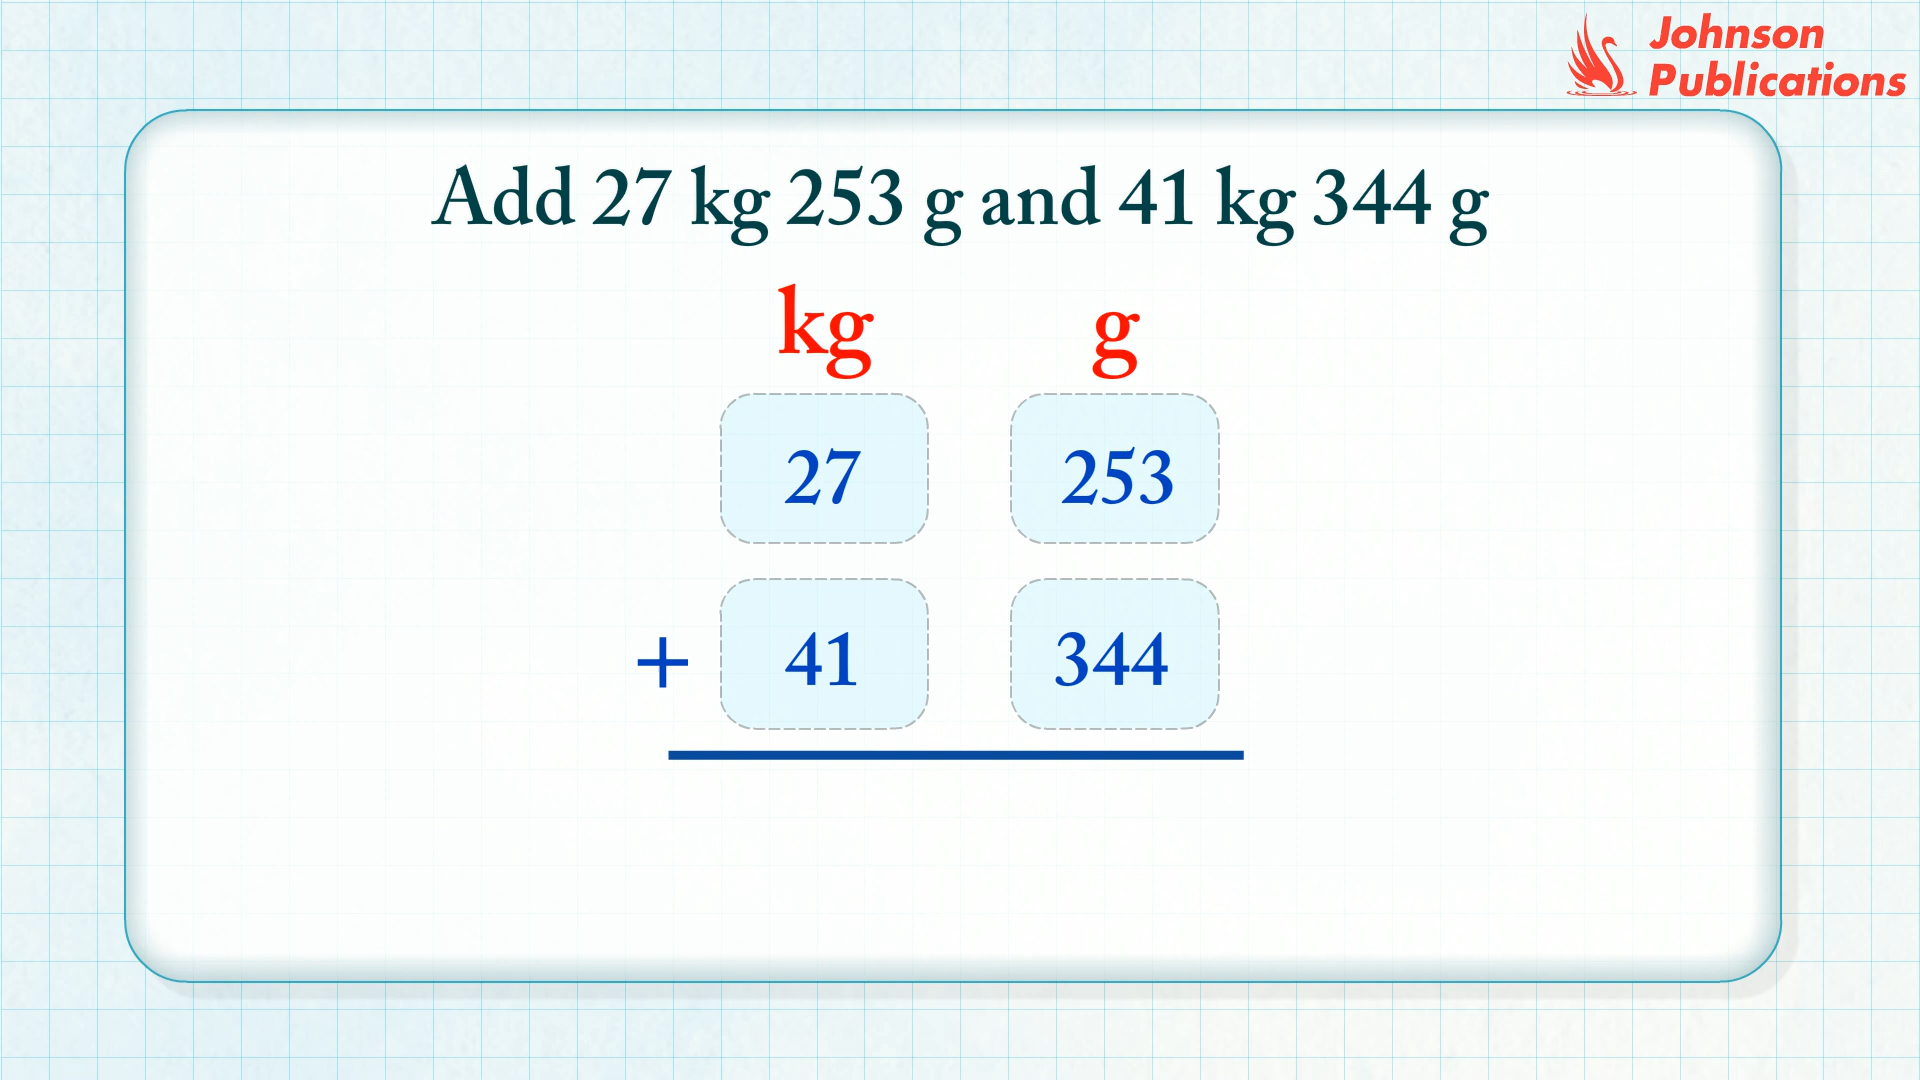 Johnson
Publications
Add 27 kg 253 g and 41 kg 344 g
kg g
27 253
+ 41 344